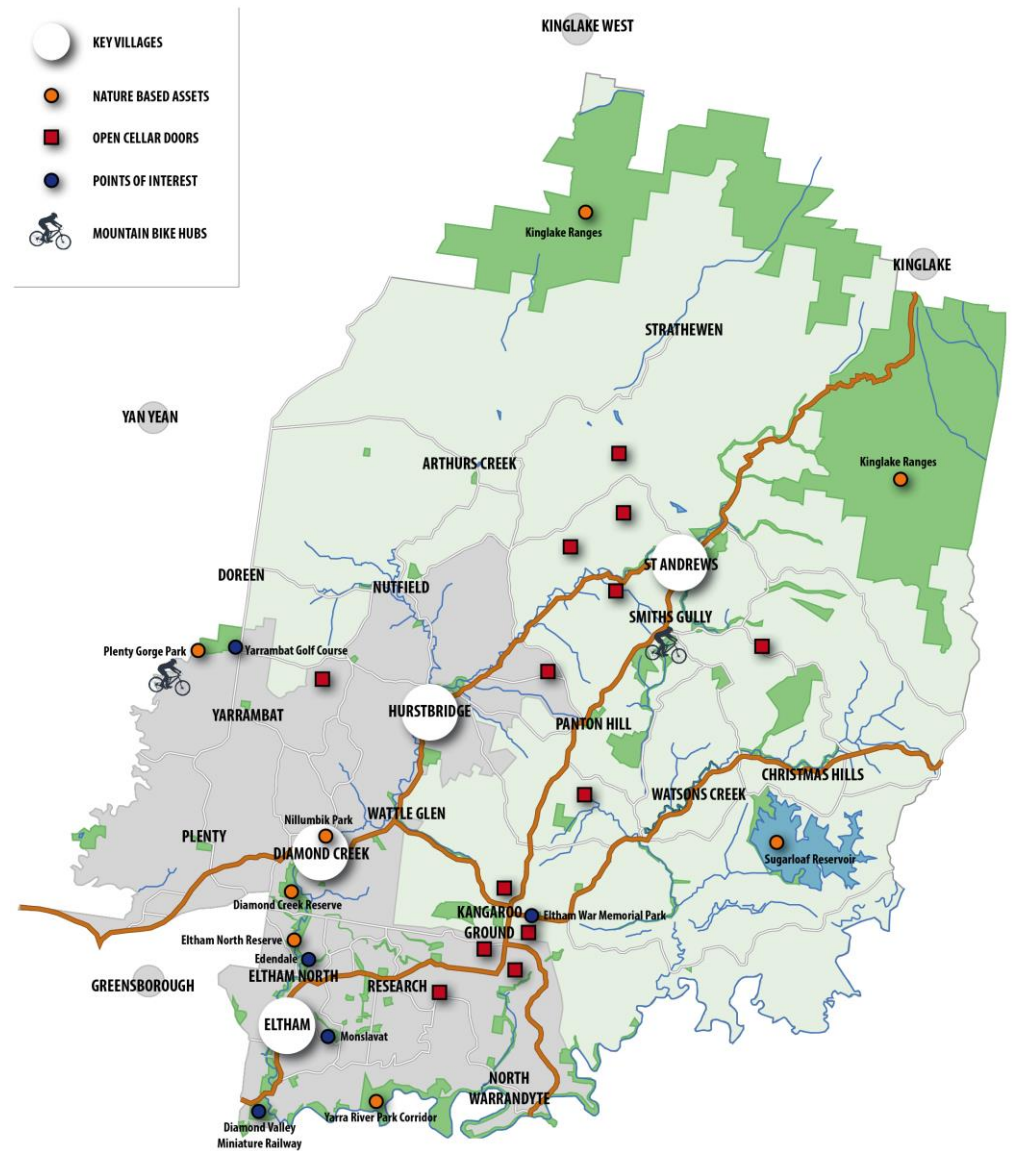 KEY VILLAGES
NATURE BASED ASSETS
OPEN CELLAR DOORS
POINTS OF INTEREST
MOUNTAIN BIKE HUBS
KINGLAKE WEST
Kinglake Ranges
KINGLAKE
STRATHEWEN
YAN YEAN
ARTHURS CREEK
Kinglake Ranges
ST ANDREWS
DOREEN
NUTFIELD
SMITHS GULLY
Plenty Gorge Park
Yarrambat Golf Course
YARRAMBAT
HURSTBRIDGE
PANTON HILL
CHRISTMAS HILLS
WATSONS CREEK
WATTLE GLEN
Nillumbik Park
PLENTY
DIAMOND CREEK
Sugarloaf Reservoir
Diamond Creek Reserve
KANGAROO
GROUND
Eltham War Memorial Park
Eltham North Reserve
Edendale
ELTHAM NORTH
GREENSBOROUGH
RESEARCH
ELTHAM
Monslavat
NORTH
WARRANDYTE
Yarra River Park Corridor
Diamond Valley
Miniature Railway